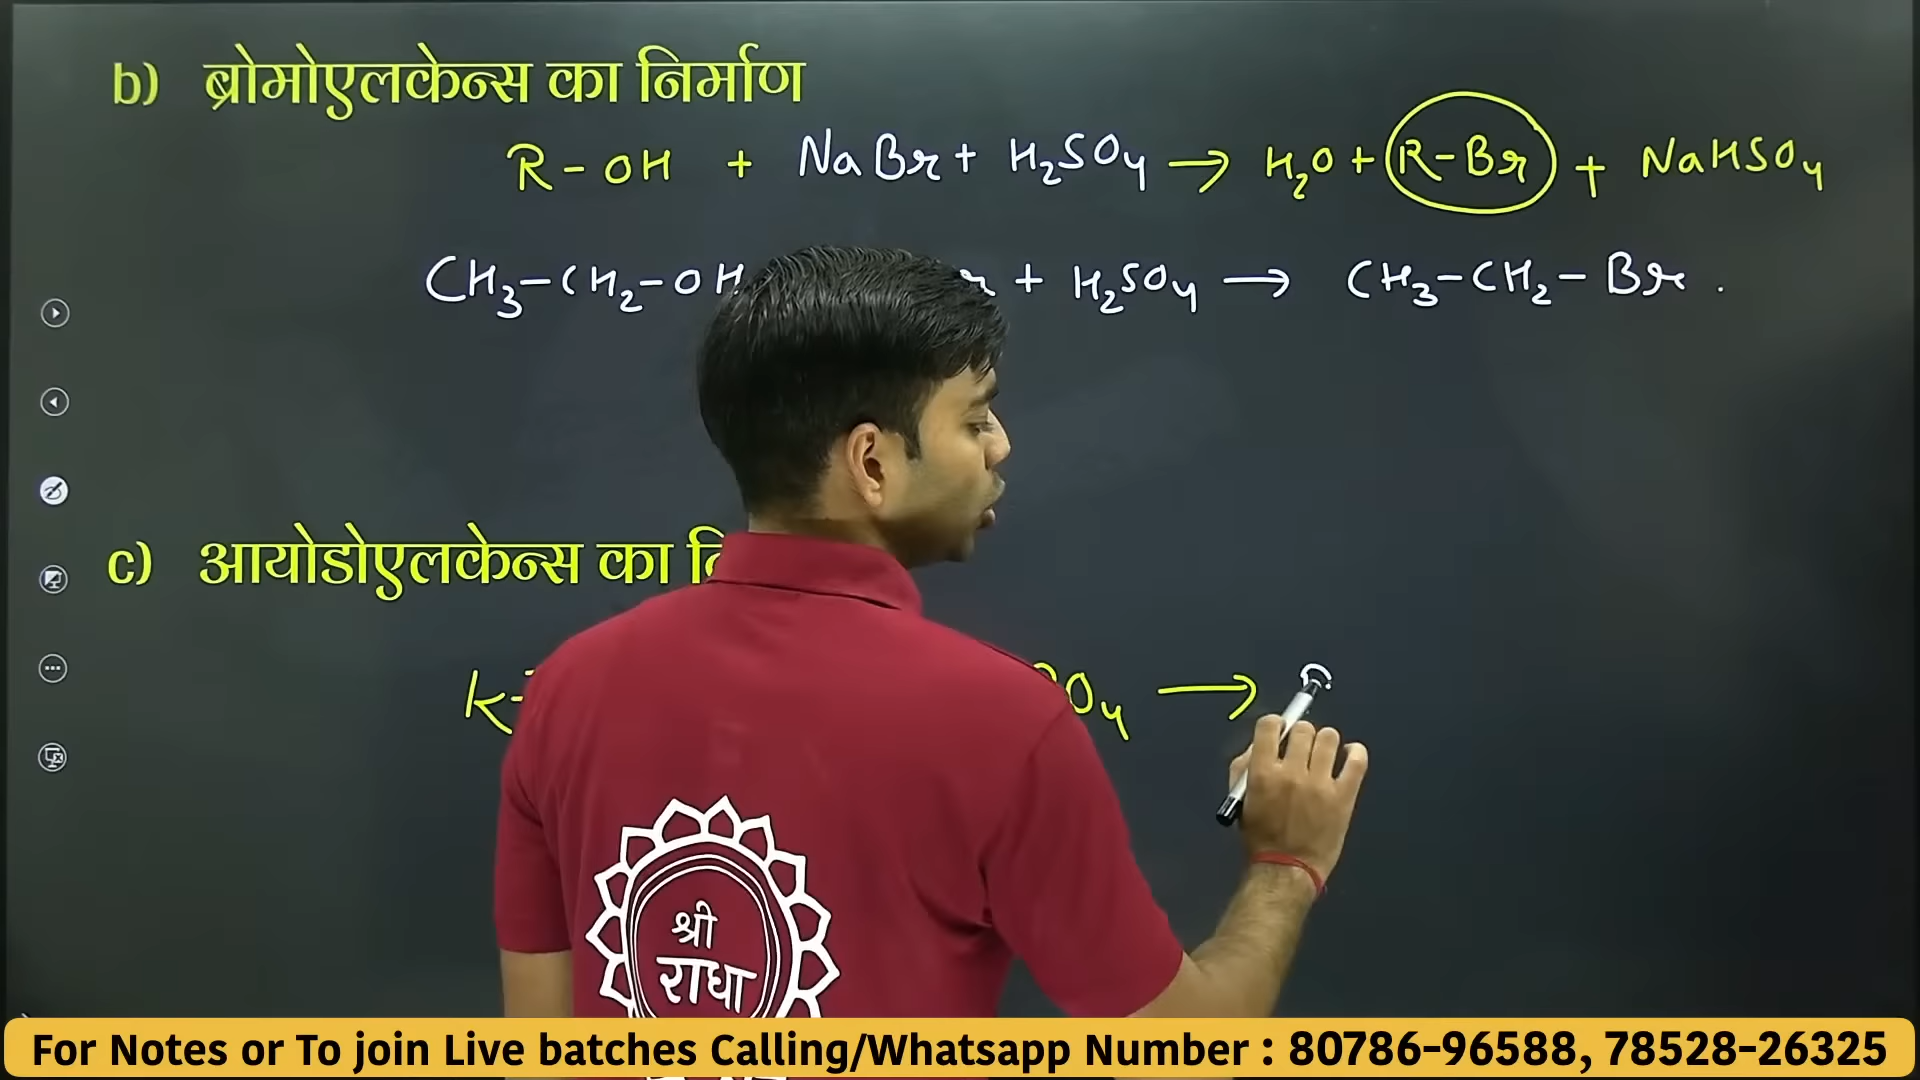 b) ब्रोमोएलकेन्स का निर्माण
R-OH + NaBr + H₂SO₄ → H₂O + R-Br + NaHSO₄
CH₃-CH₂-OH + H₂SO₄ → CH₃-CH₂-Br .
c) आयोडोएलकेन्स का
O₄ →
श्री
राधा
For Notes or To join Live batches Calling/Whatsapp Number : 80786-96588, 78528-26325